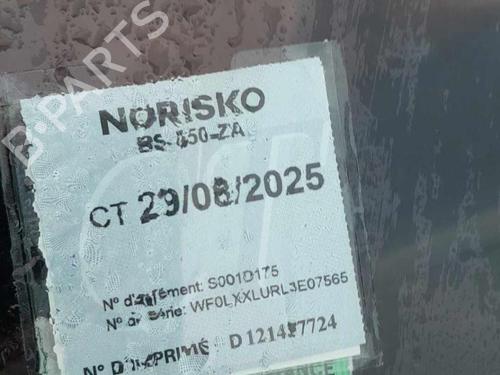 NORISKO
BS-450-ZA
CT 29/08/2025
N° d'agrément: S001D175
N° de Série: WF0LXXLURL3E07565
N° D'IMPRIMÉ D 121457724
B-PARTS